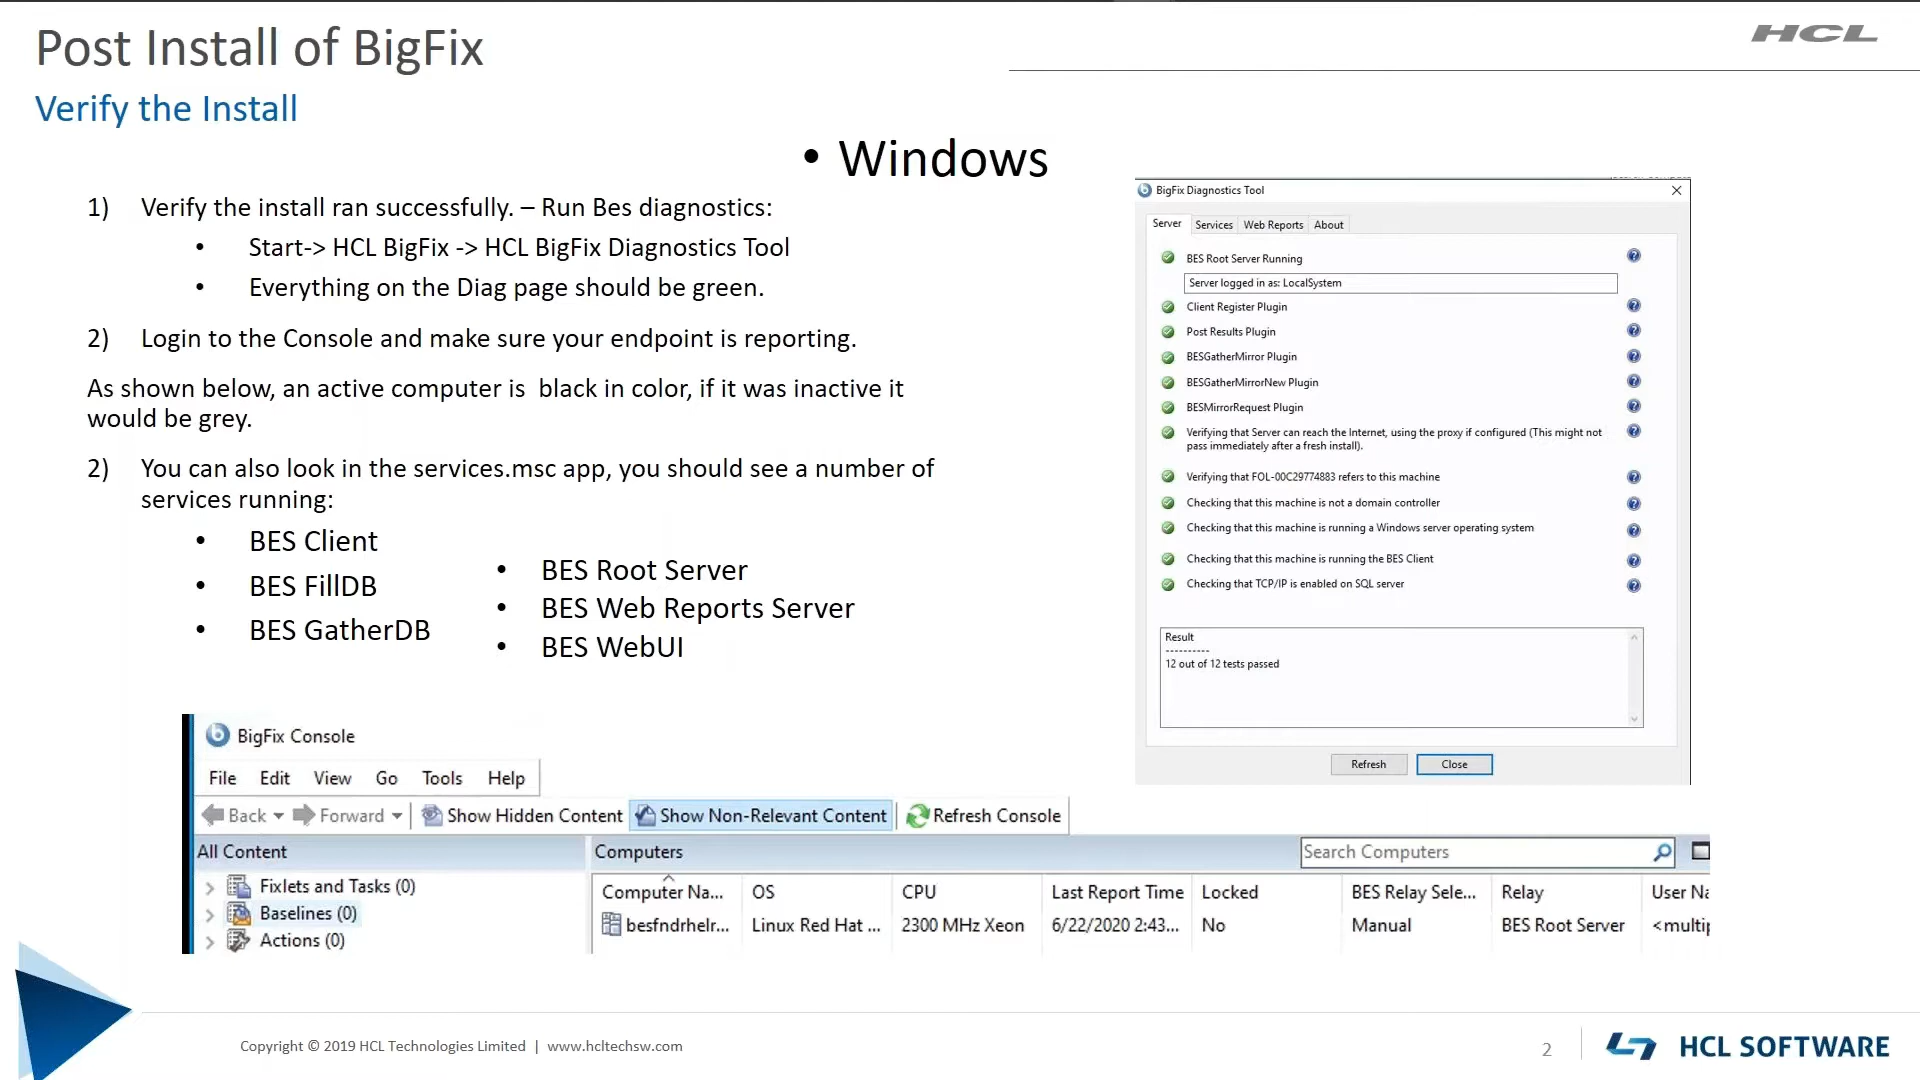 Post Install of BigFix
HCL
Verify the Install
• Windows
1) Verify the install ran successfully. – Run Bes diagnostics:
• Start-> HCL BigFix -> HCL BigFix Diagnostics Tool
• Everything on the Diag page should be green.
2) Login to the Console and make sure your endpoint is reporting.
As shown below, an active computer is  black in color, if it was inactive it
would be grey.
2) You can also look in the services.msc app, you should see a number of
services running:
• BES Client
• BES FillDB
• BES GatherDB
• BES Root Server
• BES Web Reports Server
• BES WebUI
BigFix Diagnostics Tool
Server Services Web Reports About
BES Root Server Running
Server logged in as: LocalSystem
Client Register Plugin
Post Results Plugin
BESGatherMirror Plugin
BESGatherMirrorNew Plugin
BESMirrorRequest Plugin
Verifying that Server can reach the Internet, using the proxy if configured (This might not
pass immediately after a fresh install).
Verifying that FOL-00C29774883 refers to this machine
Checking that this machine is not a domain controller
Checking that this machine is running a Windows server operating system
Checking that this machine is running the BES Client
Checking that TCP/IP is enabled on SQL server
Result
----------
12 out of 12 tests passed
Refresh Close
BigFix Console
File Edit View Go Tools Help
Back Forward Show Hidden Content Show Non-Relevant Content Refresh Console
All Content Computers Search Computers
Fixlets and Tasks (0)
Baselines (0)
Actions (0)
Computer Na... OS CPU Last Report Time Locked BES Relay Sele... Relay User Na
besfndrhelr... Linux Red Hat ... 2300 MHz Xeon 6/22/2020 2:43... No Manual BES Root Server <multip
Copyright © 2019 HCL Technologies Limited | www.hcltechsw.com
2
HCL SOFTWARE